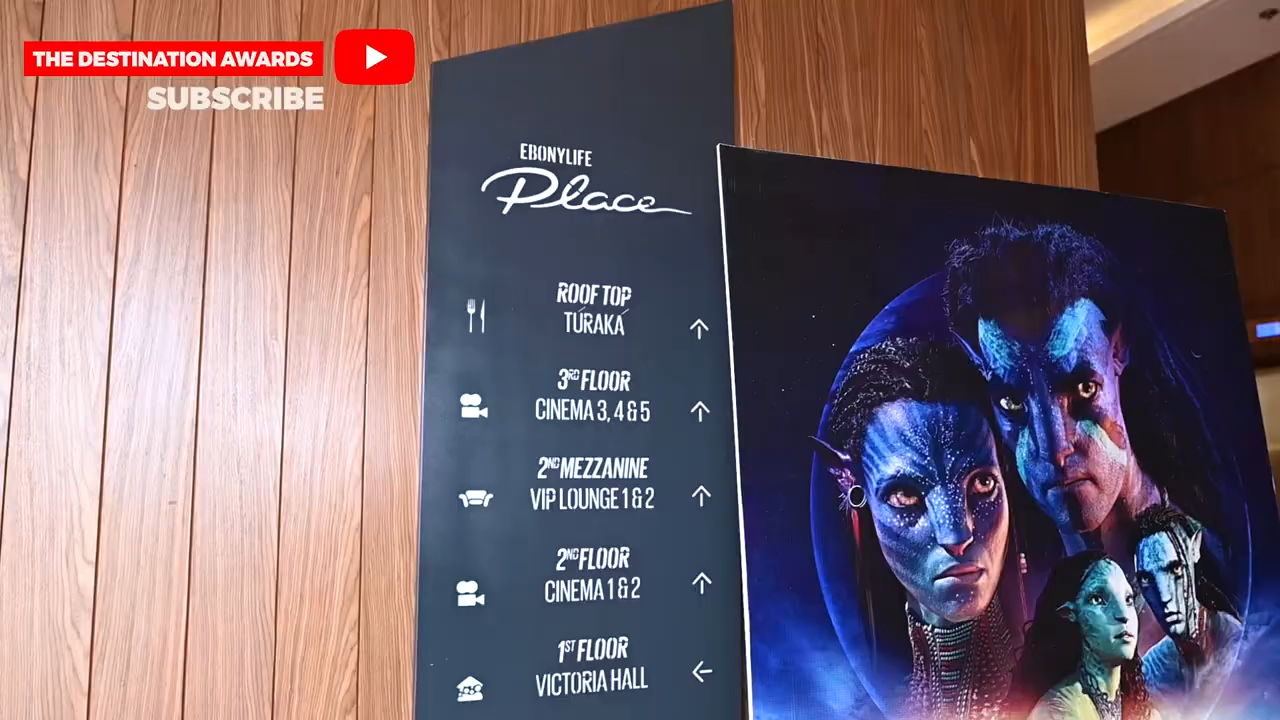 THE DESTINATION AWARDS
SUBSCRIBE
EBONYLIFE
Place
ROOF TOP
TÚRAKÁ
3RD FLOOR
CINEMA 3, 4 & 5
2ND MEZZANINE
VIP LOUNGE 1 & 2
2ND FLOOR
CINEMA 1 & 2
1ST FLOOR
VICTORIA HALL